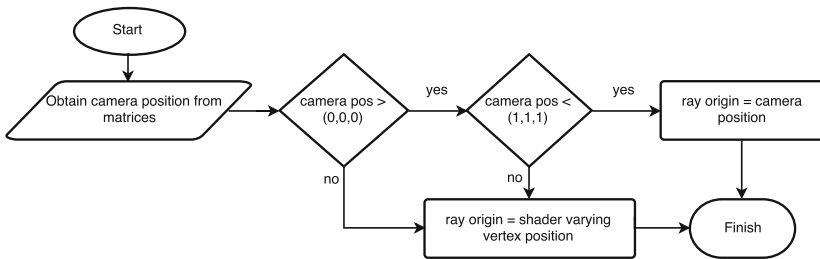 Start
Obtain camera position from
matrices
camera pos >
(0,0,0)
yes
camera pos <
(1,1,1)
yes
ray origin = camera
position
no
no
ray origin = shader varying
vertex position
Finish